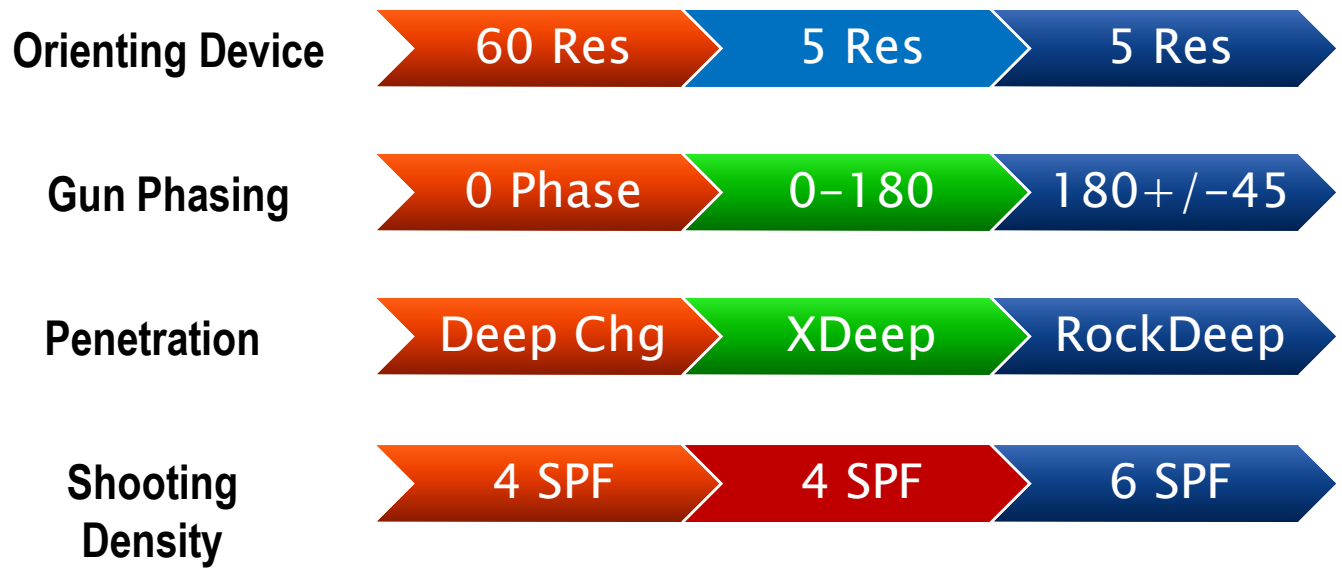 Orienting Device
60 Res
5 Res
5 Res
Gun Phasing
0 Phase
0-180
180+/-45
Penetration
Deep Chg
XDeep
RockDeep
Shooting
Density
4 SPF
4 SPF
6 SPF